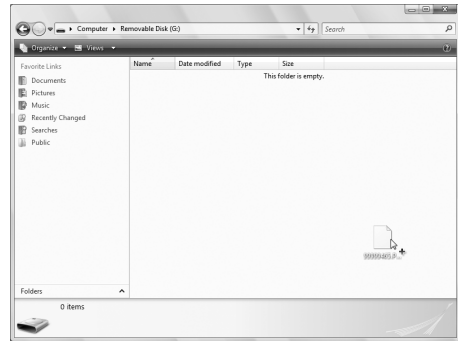 Computer ▸ Removable Disk (G:)
Search
Organize Views
Favorite Links
Name Date modified Type Size
This folder is empty.
Documents
Pictures
Music
Recently Changed
Searches
Public
Folders
0 items